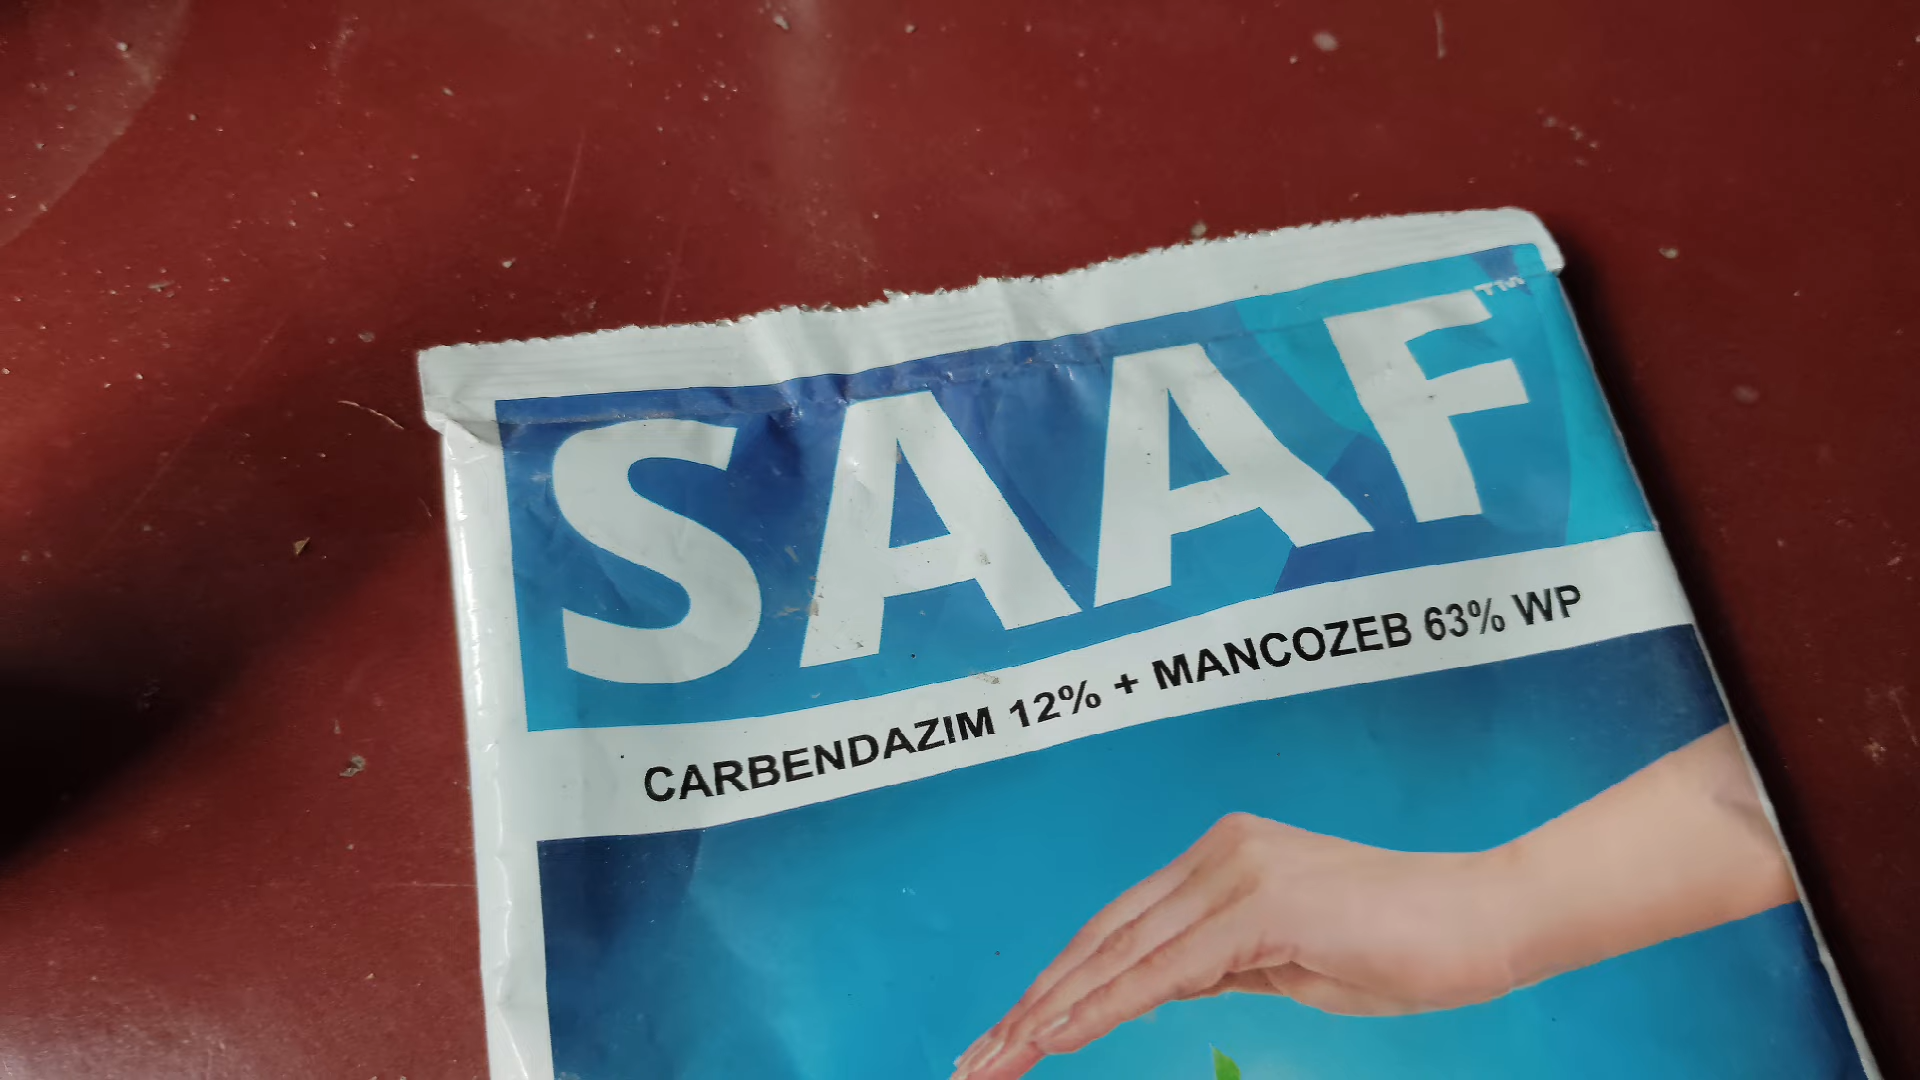 SAAF™
CARBENDAZIM 12% + MANCOZEB 63% WP